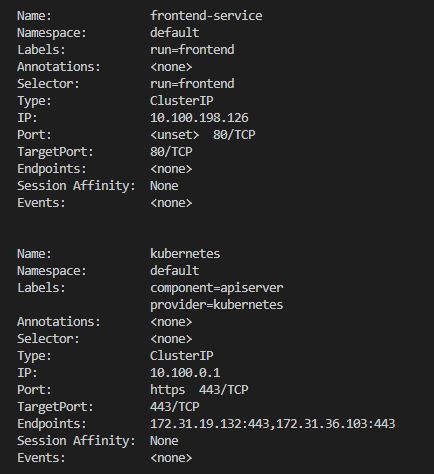 Name: frontend-service
Namespace: default
Labels: run=frontend
Annotations: <none>
Selector: run=frontend
Type: ClusterIP
IP: 10.100.198.126
Port: <unset> 80/TCP
TargetPort: 80/TCP
Endpoints: <none>
Session Affinity: None
Events: <none>
Name: kubernetes
Namespace: default
Labels: component=apiserver
provider=kubernetes
Annotations: <none>
Selector: <none>
Type: ClusterIP
IP: 10.100.0.1
Port: https 443/TCP
TargetPort: 443/TCP
Endpoints: 172.31.19.132:443,172.31.36.103:443
Session Affinity: None
Events: <none>